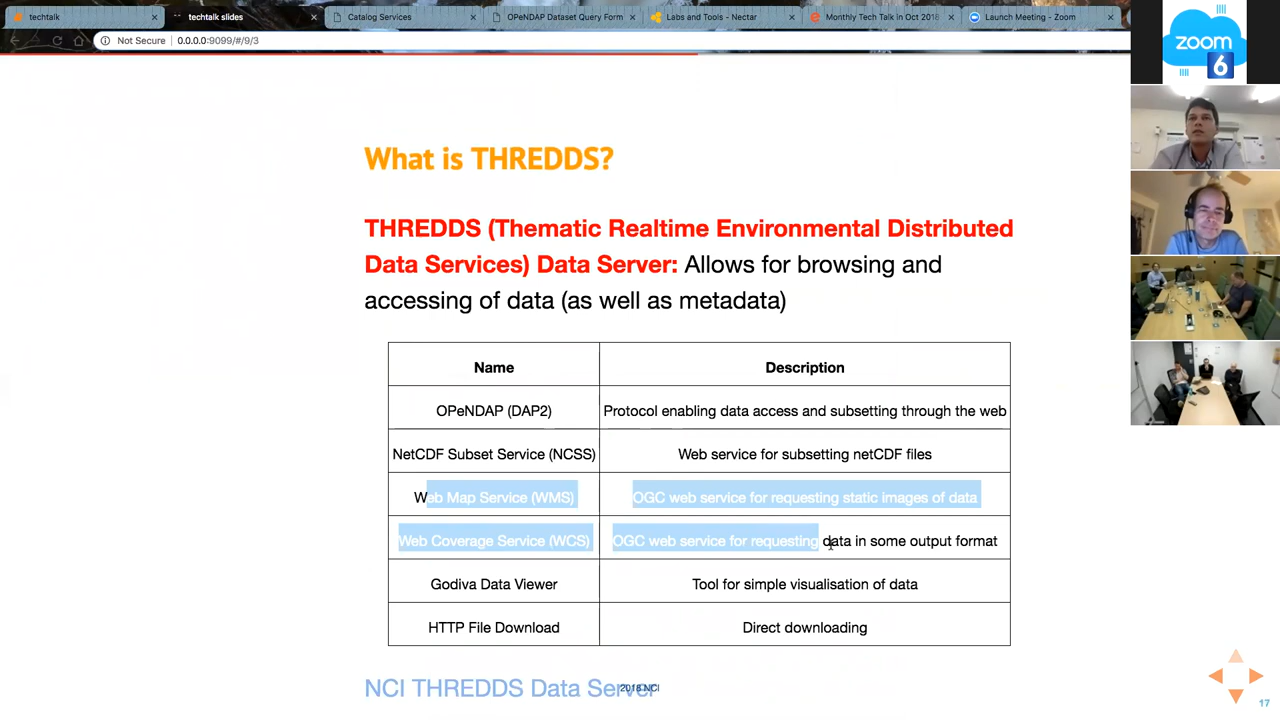 techtalk
techtalk slides
Catalog Services
OPeNDAP Dataset Query Form
Labs and Tools - Nectar
Monthly Tech Talk in Oct 2018
Launch Meeting - Zoom
Not Secure
0.0.0.0:9099/#/9/3
zoom
6
What is THREDDS?
THREDDS (Thematic Realtime Environmental Distributed
Data Services) Data Server: Allows for browsing and
accessing of data (as well as metadata)
Name Description
OPeNDAP (DAP2) Protocol enabling data access and subsetting through the web
NetCDF Subset Service (NCSS) Web service for subsetting netCDF files
Web Map Service (WMS) OGC web service for requesting static images of data
Web Coverage Service (WCS) OGC web service for requesting data in some output format
Godiva Data Viewer Tool for simple visualisation of data
HTTP File Download Direct downloading
NCI THREDDS Data Server
2018 NCI
17